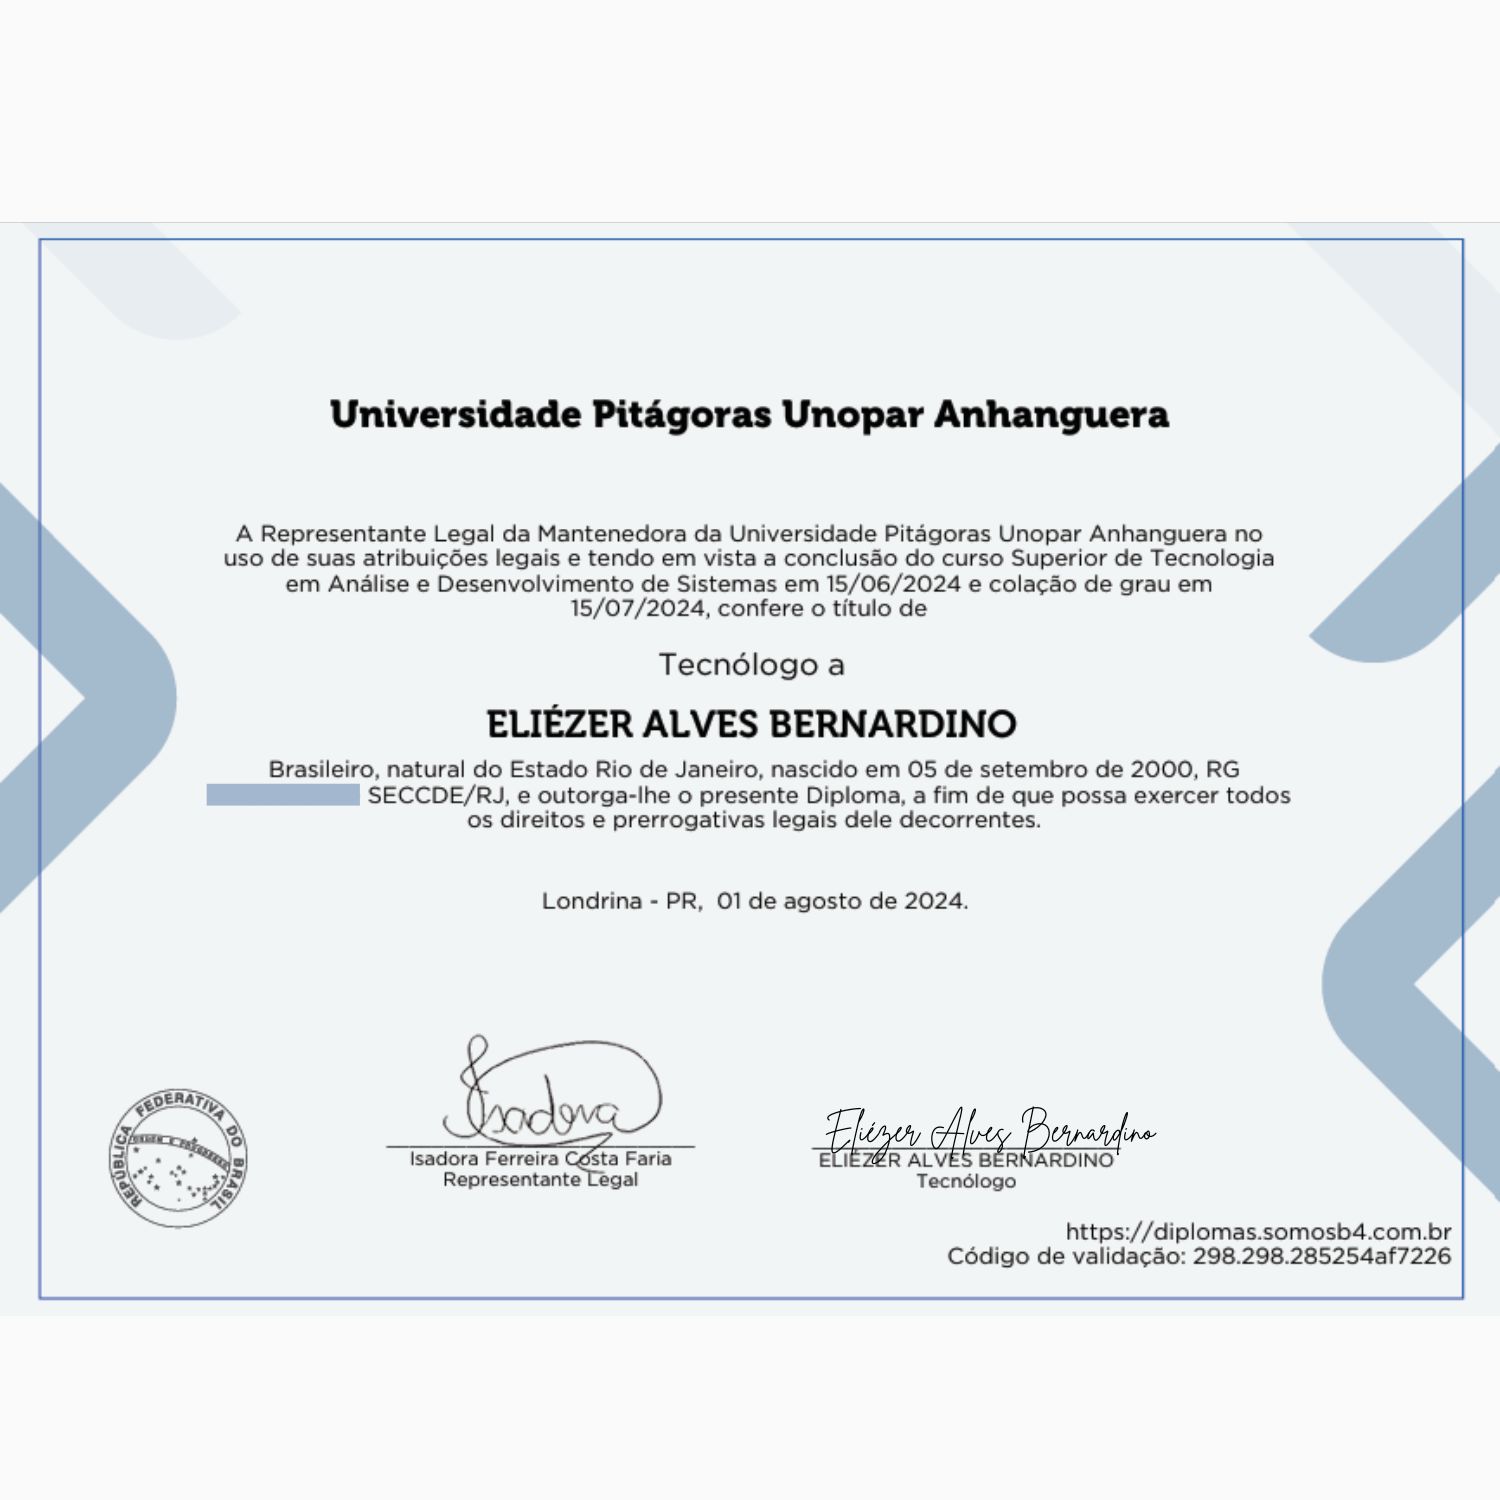 Universidade Pitágoras Unopar Anhanguera
A Representante Legal da Mantenedora da Universidade Pitágoras Unopar Anhanguera no
uso de suas atribuições legais e tendo em vista a conclusão do curso Superior de Tecnologia
em Análise e Desenvolvimento de Sistemas em 15/06/2024 e colação de grau em
15/07/2024, confere o título de
Tecnólogo a
ELIÉZER ALVES BERNARDINO
Brasileiro, natural do Estado Rio de Janeiro, nascido em 05 de setembro de 2000, RG
SECCDE/RJ, e outorga-lhe o presente Diploma, a fim de que possa exercer todos
os direitos e prerrogativas legais dele decorrentes.
Londrina - PR, 01 de agosto de 2024.
REPÚBLICA FEDERATIVA DO BRASIL
ORDEM E PROGRESSO
Isadora
Isadora Ferreira Costa Faria
Representante Legal
Eliézer Alves Bernardino
ELIÉZER ALVES BERNARDINO
Tecnólogo
https://diplomas.somosb4.com.br
Código de validação: 298.298.285254af7226